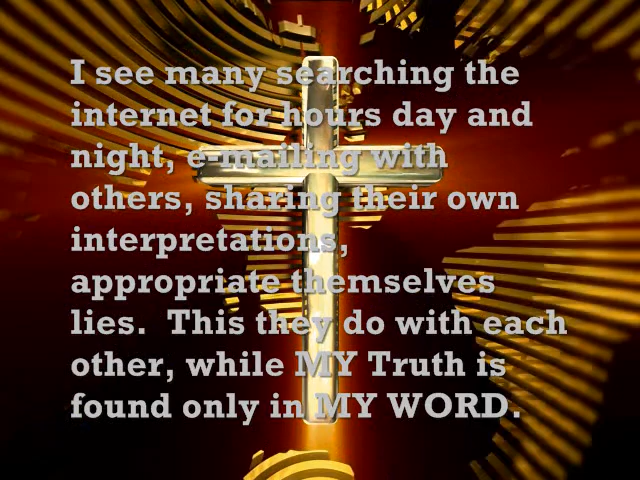 I see many searching the
internet for hours day and
night, e-mailing with
others, sharing their own
interpretations,
appropriate themselves
lies.  This they do with each
other, while MY Truth is
found only in MY WORD.